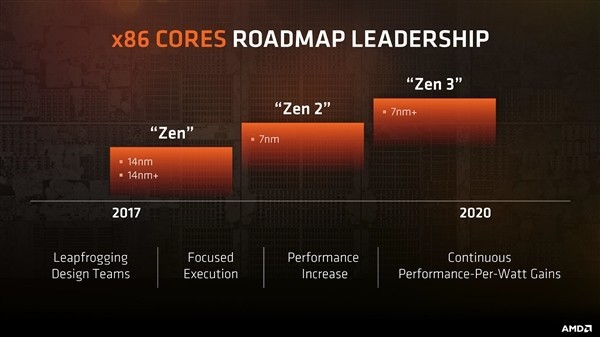 x86 CORES ROADMAP LEADERSHIP
“Zen”
14nm
14nm+
“Zen 2”
7nm
“Zen 3”
7nm+
2017
2020
Leapfrogging
Design Teams
Focused
Execution
Performance
Increase
Continuous
Performance-Per-Watt Gains
AMD